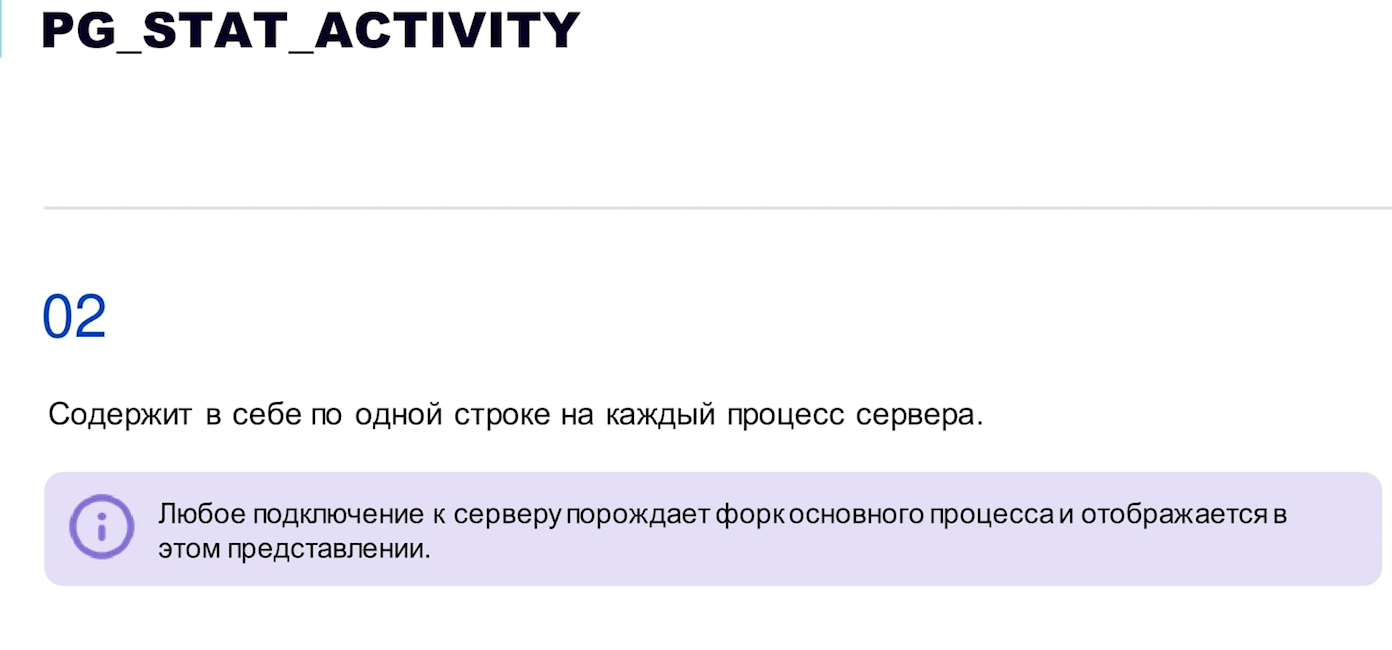 PG_STAT_ACTIVITY
02
Содержит в себе по одной строке на каждый процесс сервера.
Любое подключение к серверу порождает форк основного процесса и отображается в
этом представлении.